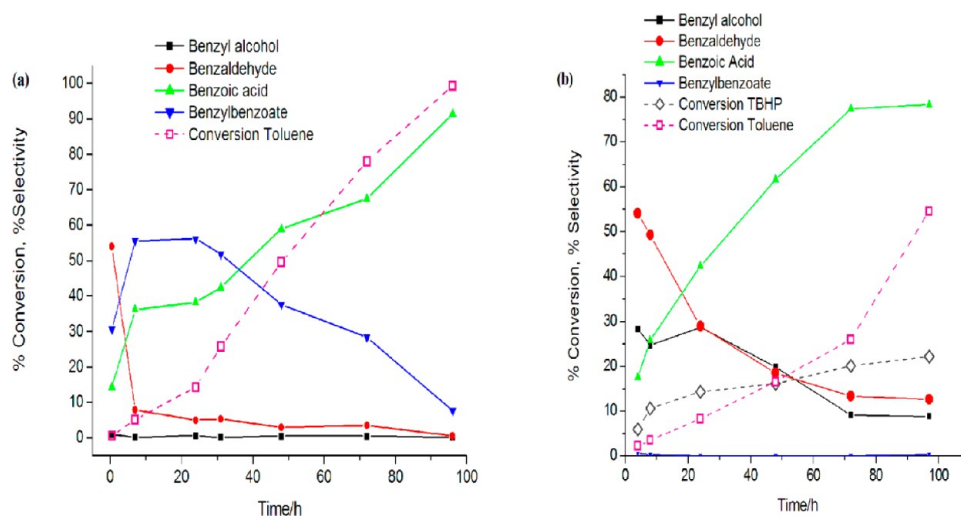 Benzyl alcohol
Benzaldehyde
Benzoic acid
Benzylbenzoate
Conversion Toluene
(a)
100
90
80
70
60
50
40
30
20
10
0
% Conversion, %Selectivity
0 20 40 60 80 100
Time/h
Benzyl alcohol
Benzaldehyde
Benzoic Acid
Benzylbenzoate
Conversion TBHP
Conversion Toluene
(b)
80
70
60
50
40
30
20
10
0
% Conversion, % Selectivity
0 20 40 60 80 100
Time/h